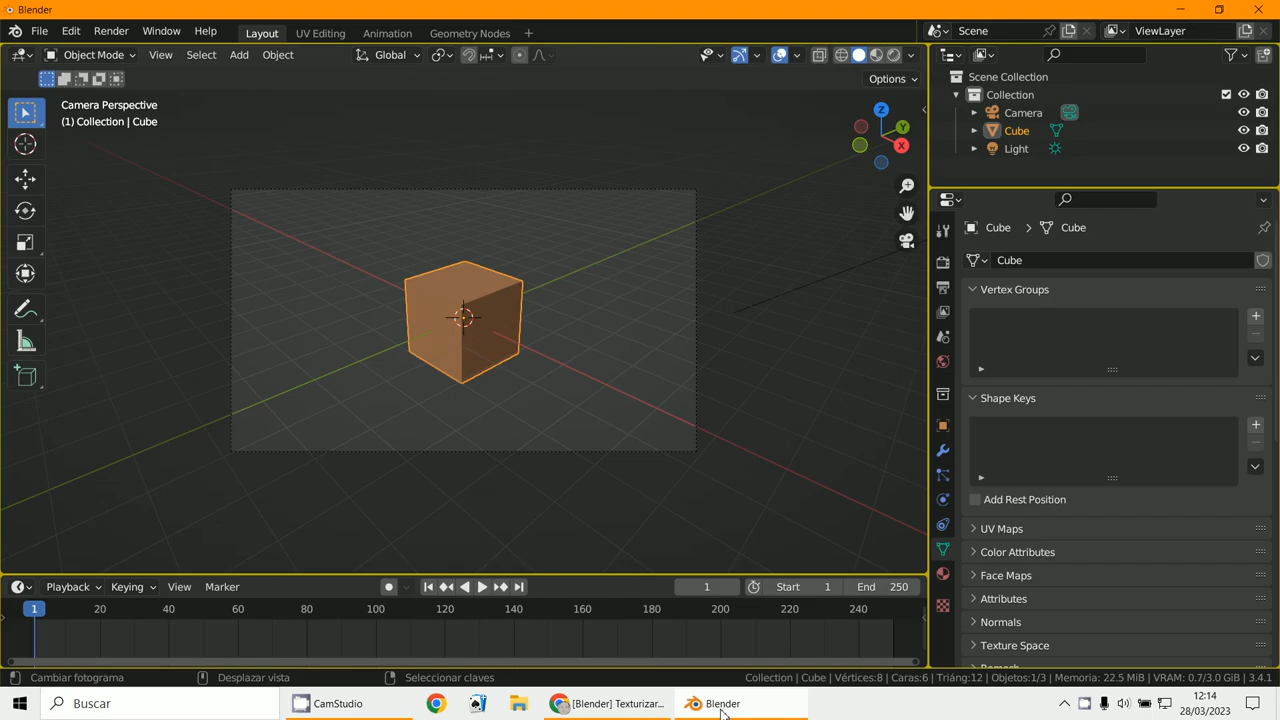 Blender
File Edit Render Window Help Layout UV Editing Animation Geometry Nodes + Scene ViewLayer
Object Mode View Select Add Object Global
Options
Camera Perspective
(1) Collection | Cube
Z
Y
X
Scene Collection
Collection
Camera
Cube
Light
Cube > Cube
Cube
Vertex Groups
Shape Keys
Add Rest Position
UV Maps
Color Attributes
Face Maps
Attributes
Normals
Texture Space
Playback Keying View Marker 1 Start 1 End 250
1 20 40 60 80 100 120 140 160 180 200 220 240
Cambiar fotograma Desplazar vista Seleccionar claves Collection | Cube | Vértices:8 | Caras:6 | Triáng:12 | Objetos:1/3 | Memoria: 22.5 MiB | VRAM: 0.7/3.0 GiB | 3.4.1
Buscar CamStudio [Blender] Texturizar... Blender 12:14
28/03/2023